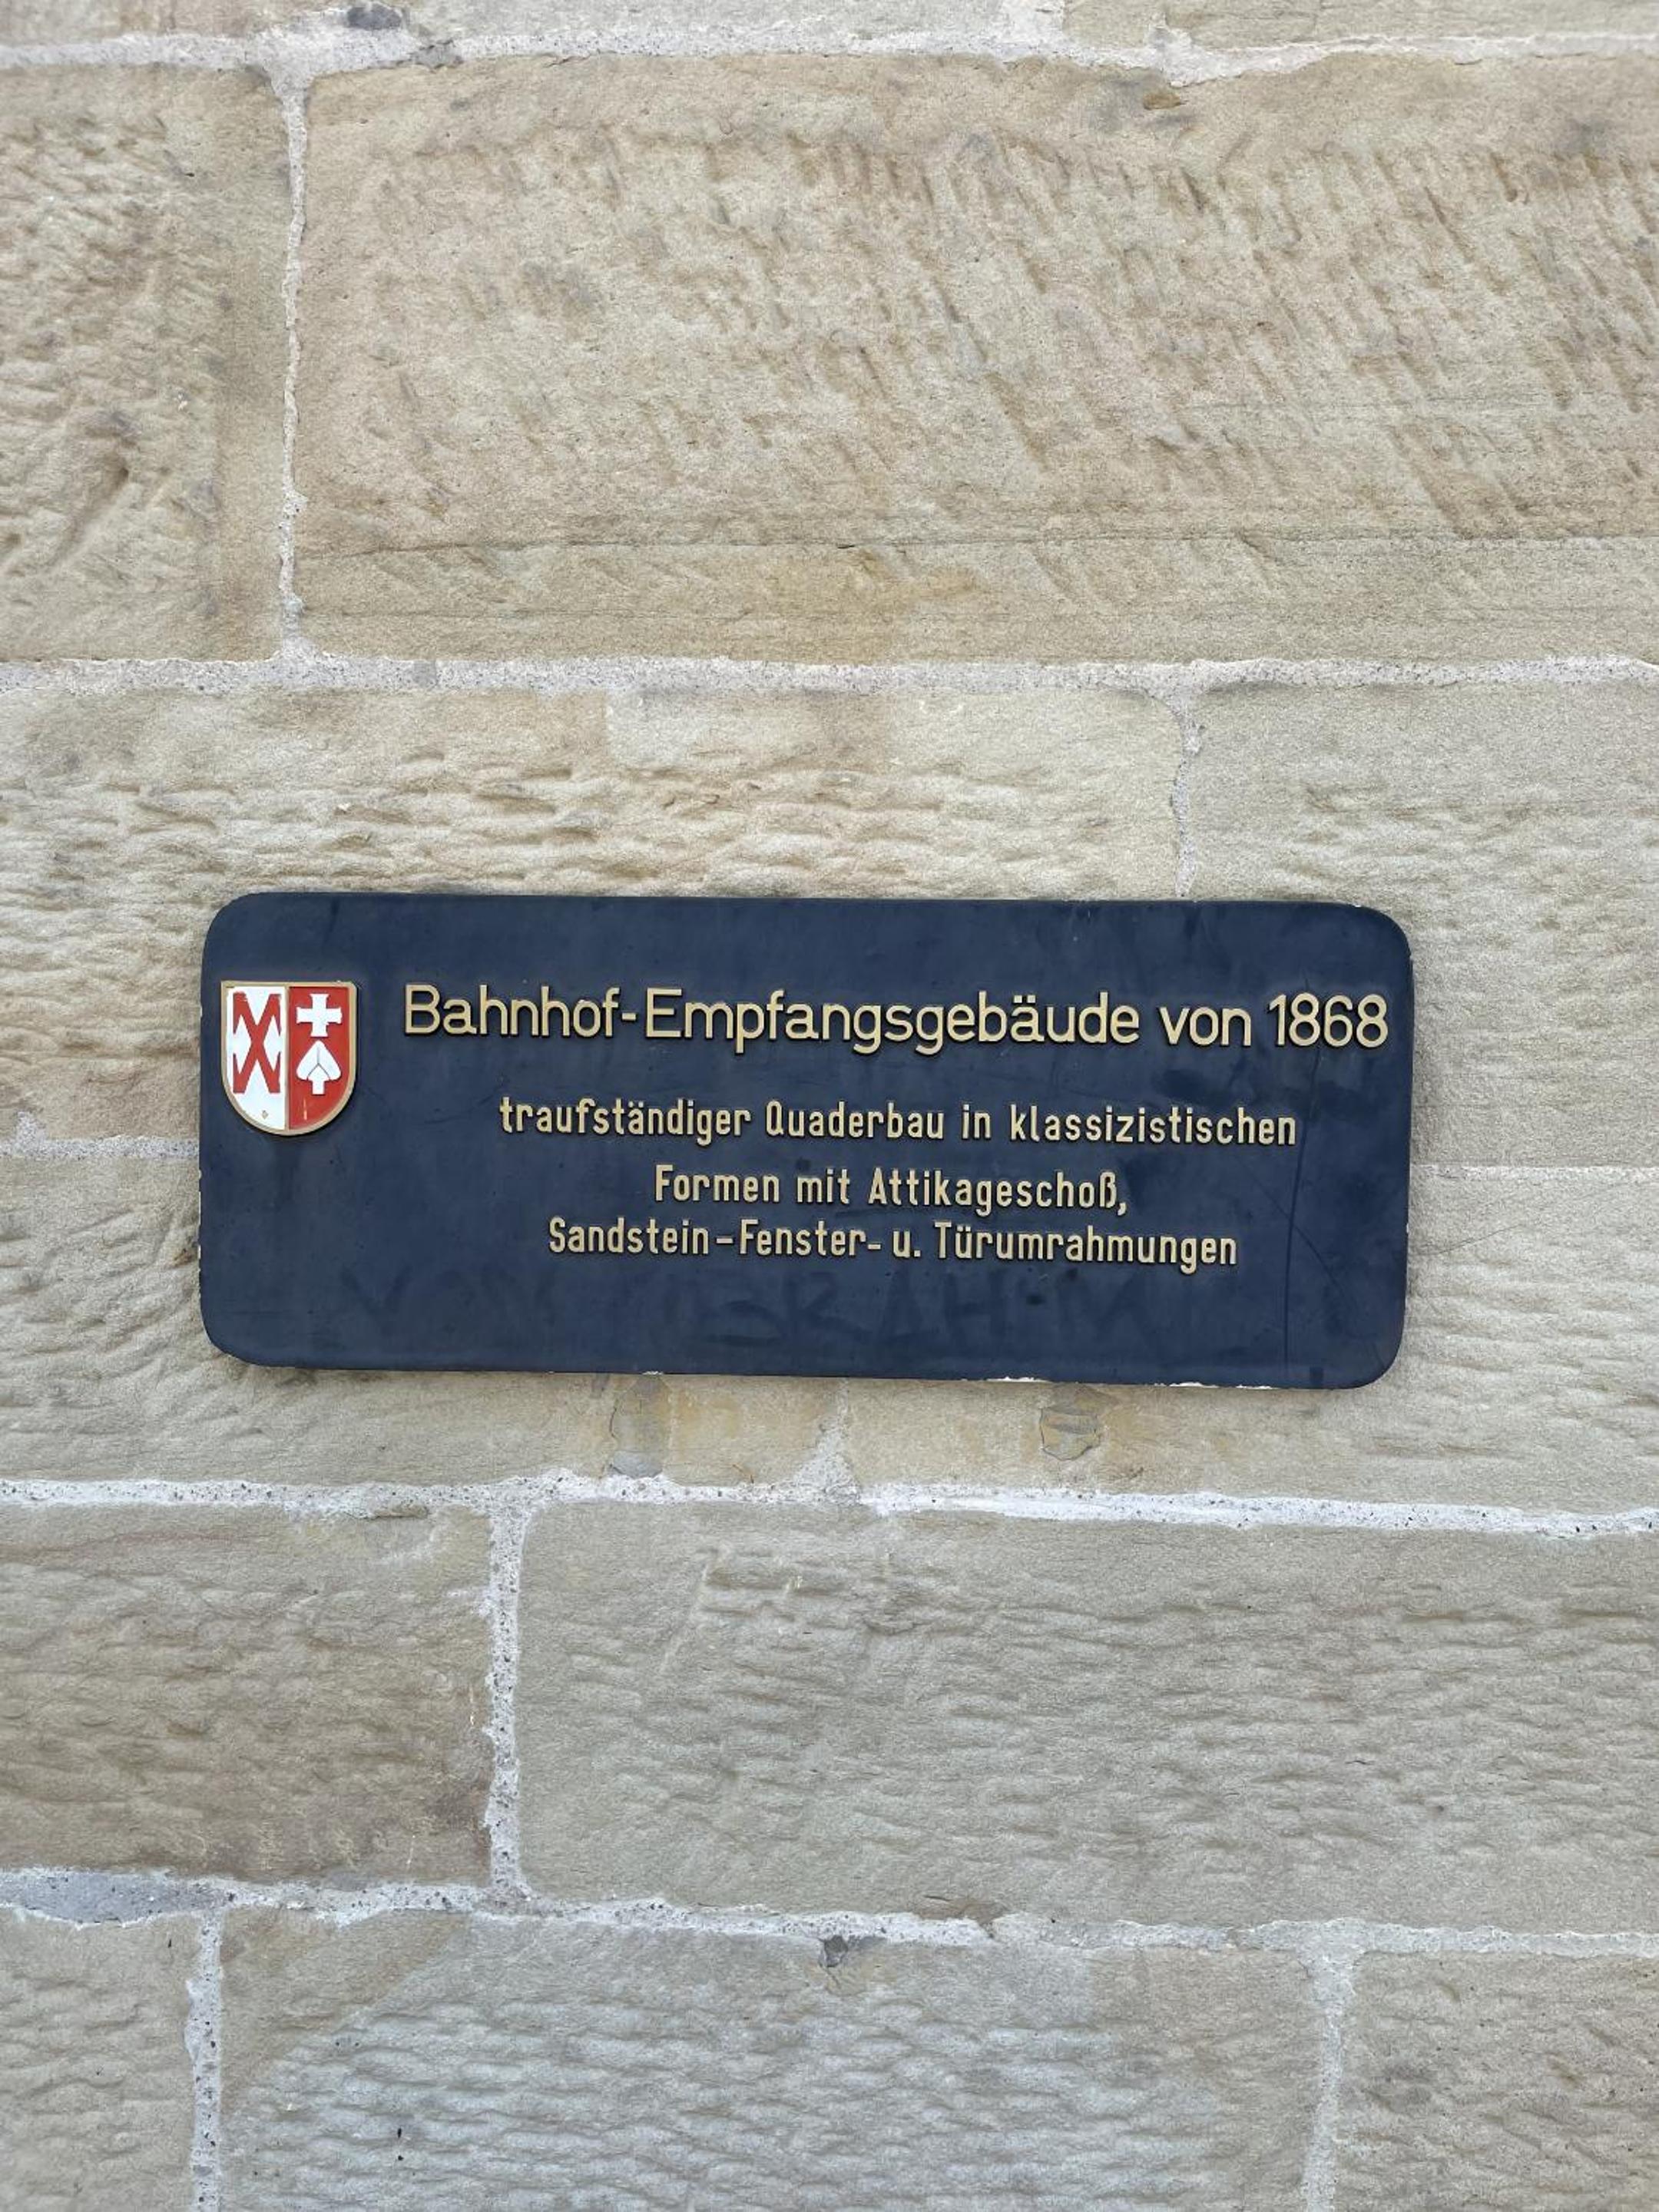 Bahnhof-Empfangsgebäude von 1868
traufständiger Quaderbau in klassizistischen
Formen mit Attikageschoß,
Sandstein-Fenster- u. Türumrahmungen